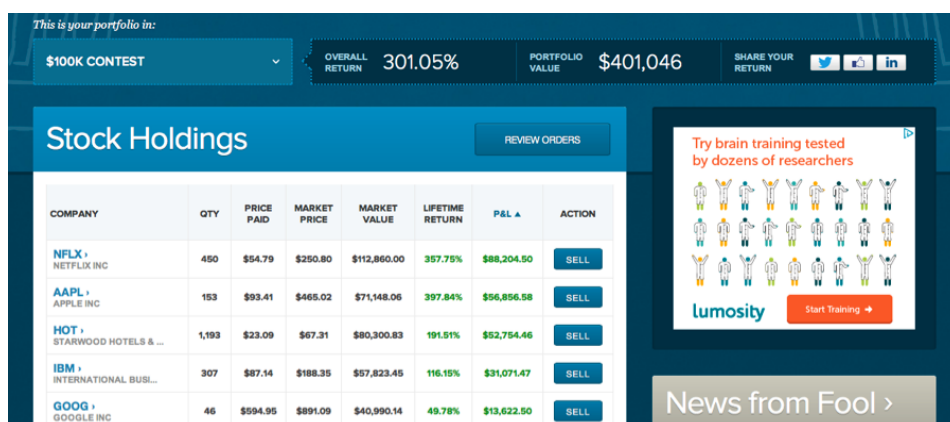 This is your portfolio in:
$100K CONTEST
OVERALL RETURN 301.05%
PORTFOLIO VALUE $401,046
SHARE YOUR RETURN in
Stock Holdings
REVIEW ORDERS
COMPANY QTY PRICE PAID MARKET PRICE MARKET VALUE LIFETIME RETURN P&L ▲ ACTION
NFLX › 450 $54.79 $250.80 $112,860.00 357.75% $88,204.50 SELL
NETFLIX INC
AAPL › 153 $93.41 $465.02 $71,148.06 397.84% $56,856.58 SELL
APPLE INC
HOT › 1,193 $23.09 $67.31 $80,300.83 191.51% $52,754.46 SELL
STARWOOD HOTELS & ...
IBM › 307 $87.14 $188.35 $57,823.45 116.15% $31,071.47 SELL
INTERNATIONAL BUSI...
GOOG › 46 $594.95 $891.09 $40,990.14 49.78% $13,622.50 SELL
GOOGLE INC
Try brain training tested
by dozens of researchers
lumosity
Start Training →
News from Fool ›